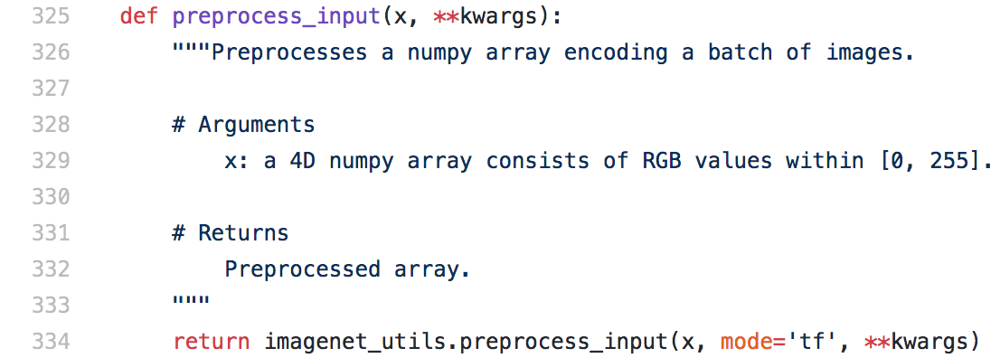 325 def preprocess_input(x, **kwargs):
326 """Preprocesses a numpy array encoding a batch of images.
327
328 # Arguments
329 x: a 4D numpy array consists of RGB values within [0, 255].
330
331 # Returns
332 Preprocessed array.
333 """
334 return imagenet_utils.preprocess_input(x, mode='tf', **kwargs)